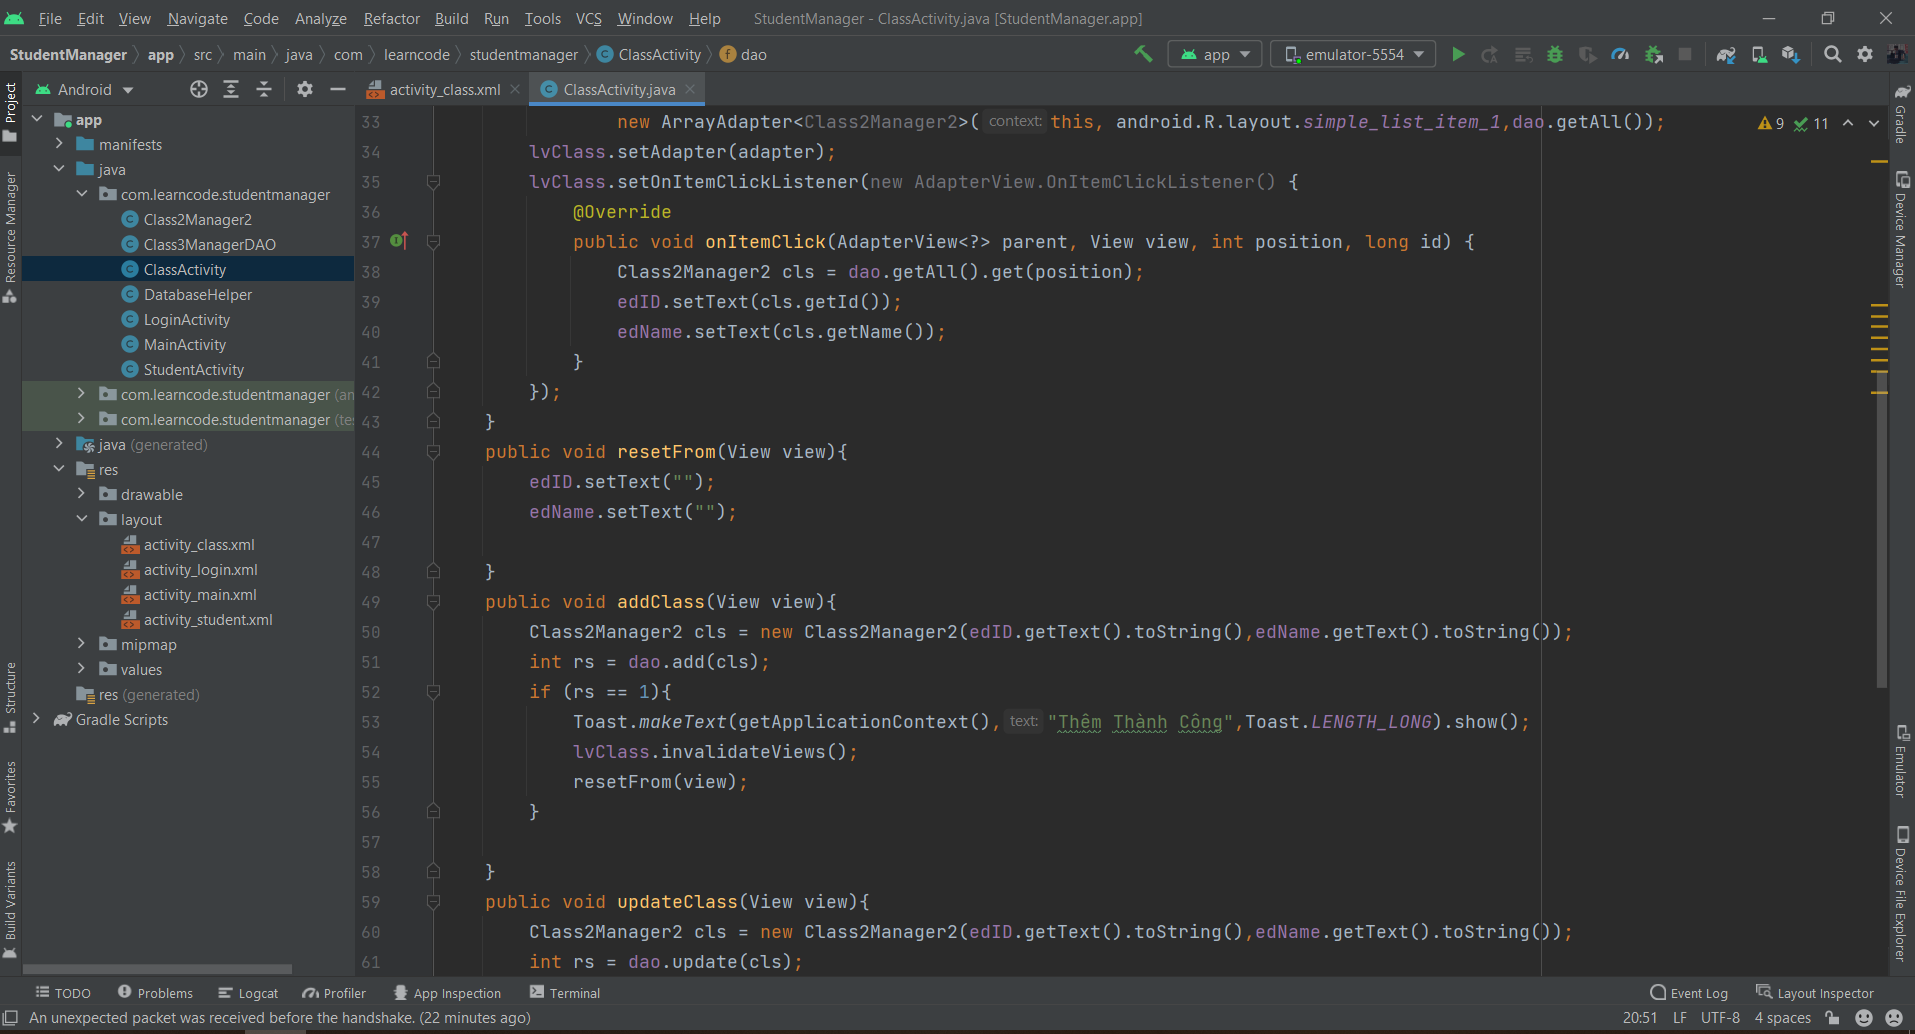 File Edit View Navigate Code Analyze Refactor Build Run Tools VCS Window Help StudentManager - ClassActivity.java [StudentManager.app]
StudentManager app src main java com learncode studentmanager ClassActivity dao app emulator-5554
Android activity_class.xml ClassActivity.java
Project
Resource Manager
Structure
Favorites
Build Variants
app
manifests
java
com.learncode.studentmanager
Class2Manager2
Class3ManagerDAO
ClassActivity
DatabaseHelper
LoginActivity
MainActivity
StudentActivity
com.learncode.studentmanager (an
com.learncode.studentmanager (te
java (generated)
res
drawable
layout
activity_class.xml
activity_login.xml
activity_main.xml
activity_student.xml
mipmap
values
res (generated)
Gradle Scripts
33 new ArrayAdapter<Class2Manager2>( context: this, android.R.layout.simple_list_item_1,dao.getAll());
34 lvClass.setAdapter(adapter);
35 lvClass.setOnItemClickListener(new AdapterView.OnItemClickListener() {
36 @Override
37 public void onItemClick(AdapterView<?> parent, View view, int position, long id) {
38 Class2Manager2 cls = dao.getAll().get(position);
39 edID.setText(cls.getId());
40 edName.setText(cls.getName());
41 }
42 });
43 }
44 public void resetFrom(View view){
45 edID.setText("");
46 edName.setText("");
47
48 }
49 public void addClass(View view){
50 Class2Manager2 cls = new Class2Manager2(edID.getText().toString(),edName.getText().toString());
51 int rs = dao.add(cls);
52 if (rs == 1){
53 Toast.makeText(getApplicationContext(), text: "Thêm Thành Công",Toast.LENGTH_LONG).show();
54 lvClass.invalidateViews();
55 resetFrom(view);
56 }
57
58 }
59 public void updateClass(View view){
60 Class2Manager2 cls = new Class2Manager2(edID.getText().toString(),edName.getText().toString());
61 int rs = dao.update(cls);
9 11
Gradle
Device Manager
Emulator
Device File Explorer
TODO Problems Logcat Profiler App Inspection Terminal Event Log Layout Inspector
An unexpected packet was received before the handshake. (22 minutes ago) 20:51 LF UTF-8 4 spaces